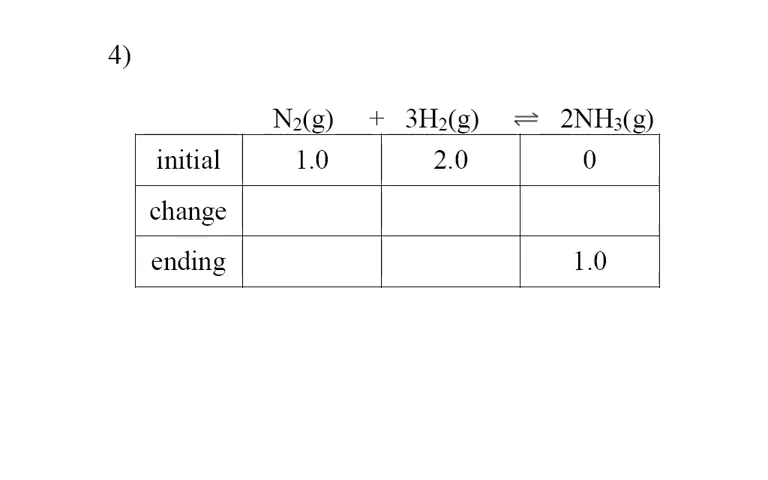 4)
N₂(g) + 3H₂(g) ⇌ 2NH₃(g)
initial 1.0 2.0 0
change
ending 1.0